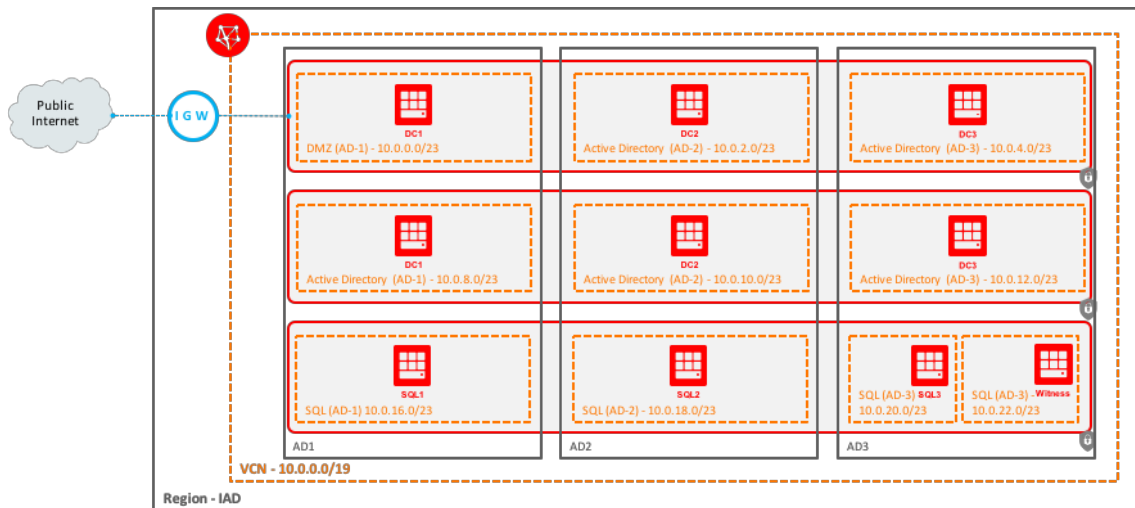 Public
Internet
I G W
DC1
DMZ (AD-1) - 10.0.0.0/23
DC2
Active Directory (AD-2) - 10.0.2.0/23
DC3
Active Directory (AD-3) - 10.0.4.0/23
DC1
Active Directory (AD-1) - 10.0.8.0/23
DC2
Active Directory (AD-2) - 10.0.10.0/23
DC3
Active Directory (AD-3) - 10.0.12.0/23
SQL1
SQL (AD-1) 10.0.16.0/23
SQL2
SQL (AD-2) - 10.0.18.0/23
SQL (AD-3) - SQL3
10.0.20.0/23
SQL (AD-3) - Witness
10.0.22.0/23
AD1
AD2
AD3
VCN - 10.0.0.0/19
Region - IAD